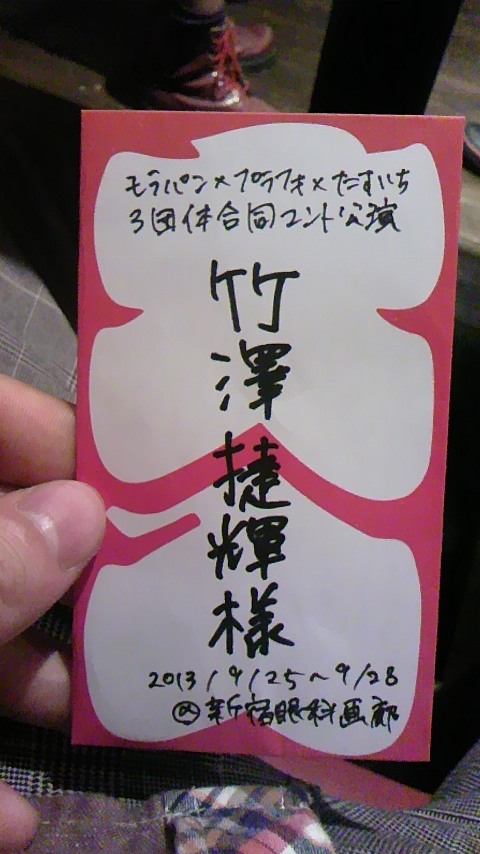 モラパン×プラフキ×たすいち
3団体合同コント公演
竹澤捷輝様
2013/9/25~9/28
@新宿眼科画廊